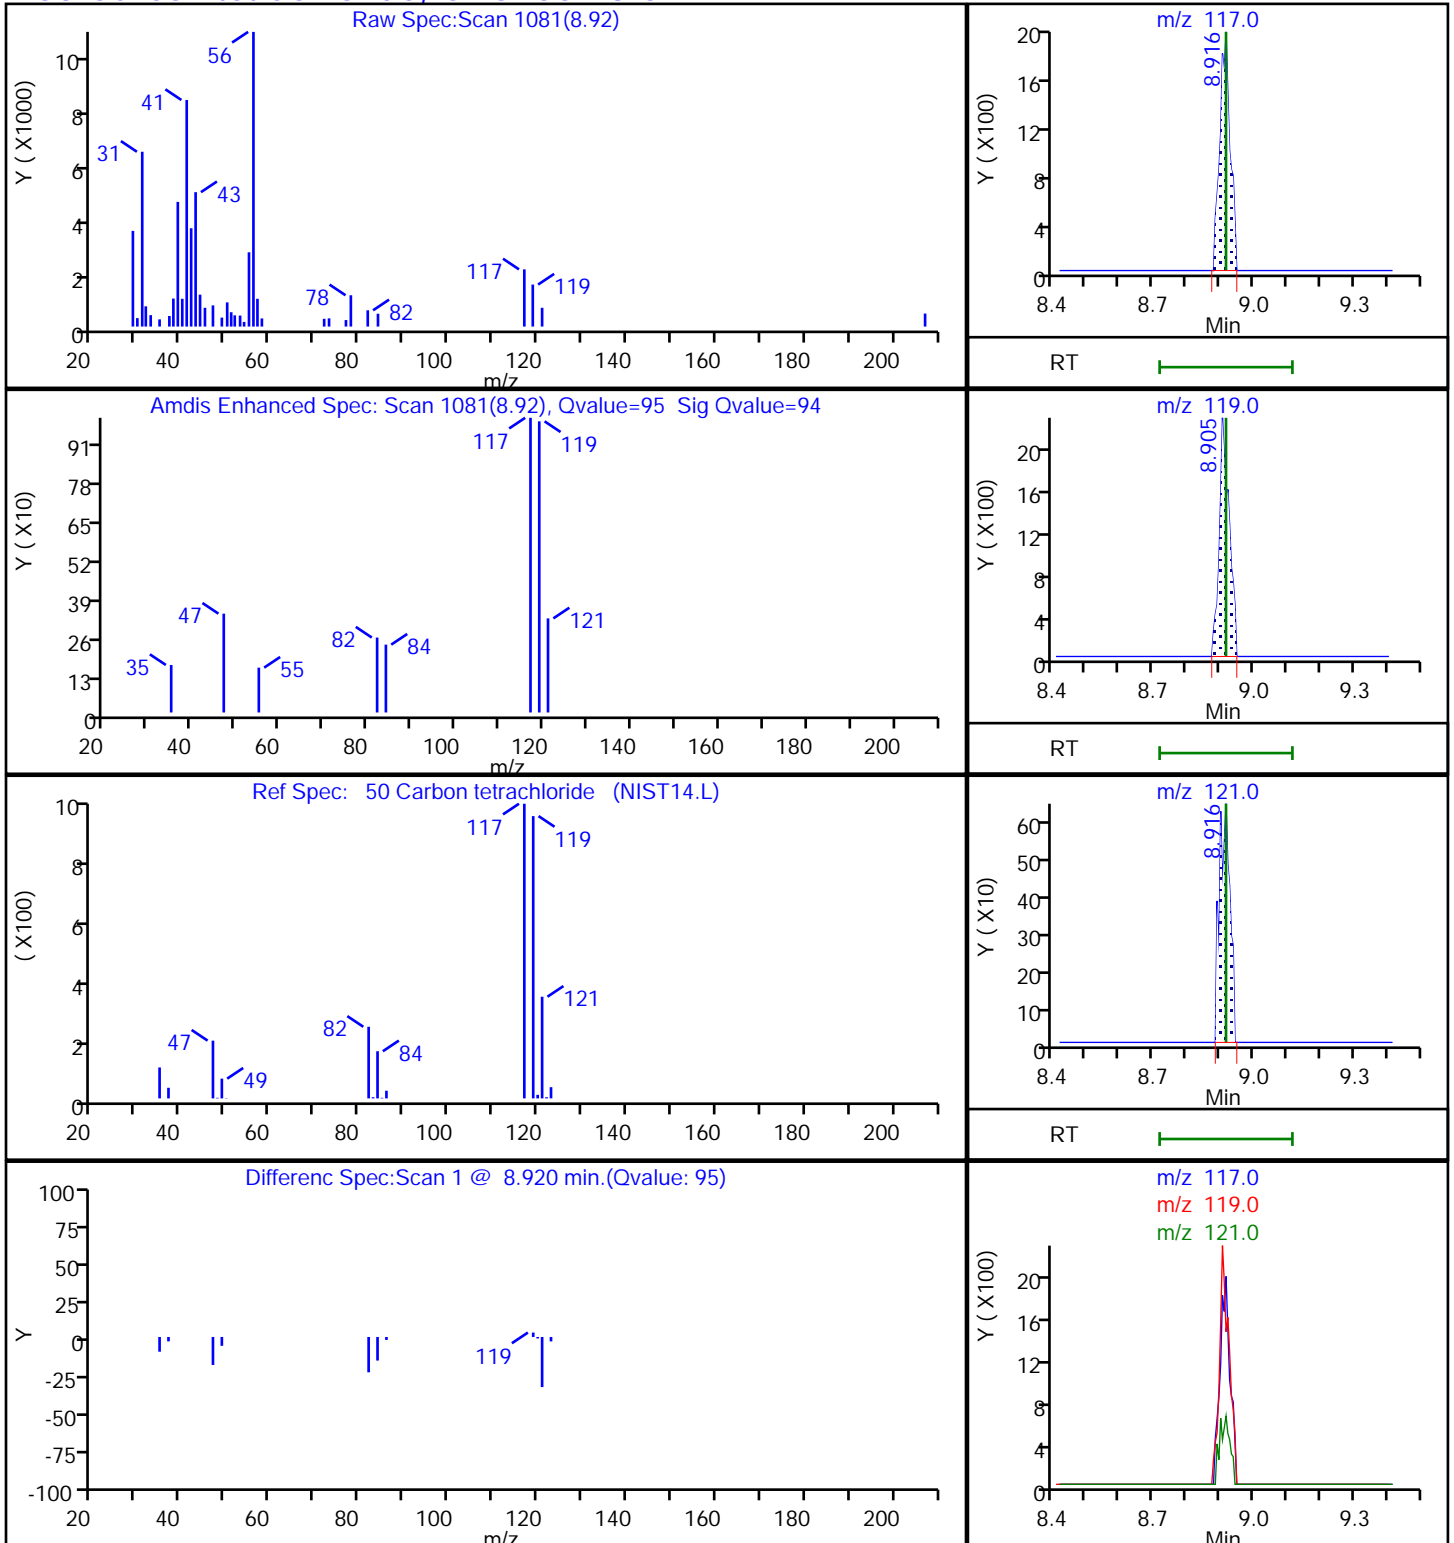 Raw Spec:Scan 1081(8.92)
Y ( X1000)
10
8
6
4
2
0
31
41
43
56
78
82
117
119
20 40 60 80 100 120 140 160 180 200
m/z
m/z 117.0
Y ( X100)
20
16
12
8
4
0
8.916
8.4 8.7 9.0 9.3
Min
RT
Amdis Enhanced Spec: Scan 1081(8.92), Qvalue=95 Sig Qvalue=94
Y ( X10)
91
78
65
52
39
26
13
0
35
47
55
82
84
117
119
121
20 40 60 80 100 120 140 160 180 200
m/z
m/z 119.0
Y ( X100)
20
16
12
8
4
0
8.905
8.4 8.7 9.0 9.3
Min
RT
Ref Spec: 50 Carbon tetrachloride (NIST14.L)
( X100)
10
8
6
4
2
0
47
49
82
84
117
119
121
20 40 60 80 100 120 140 160 180 200
m/z 121.0
Y ( X10)
60
50
40
30
20
10
0
8.916
8.4 8.7 9.0 9.3
Min
RT
Differenc Spec:Scan 1 @ 8.920 min.(Qvalue: 95)
Y
100
75
50
25
0
-25
-50
-75
-100
119
20 40 60 80 100 120 140 160 180 200
m/z
m/z 117.0
m/z 119.0
m/z 121.0
Y ( X100)
20
16
12
8
4
0
8.4 8.7 9.0 9.3
Min